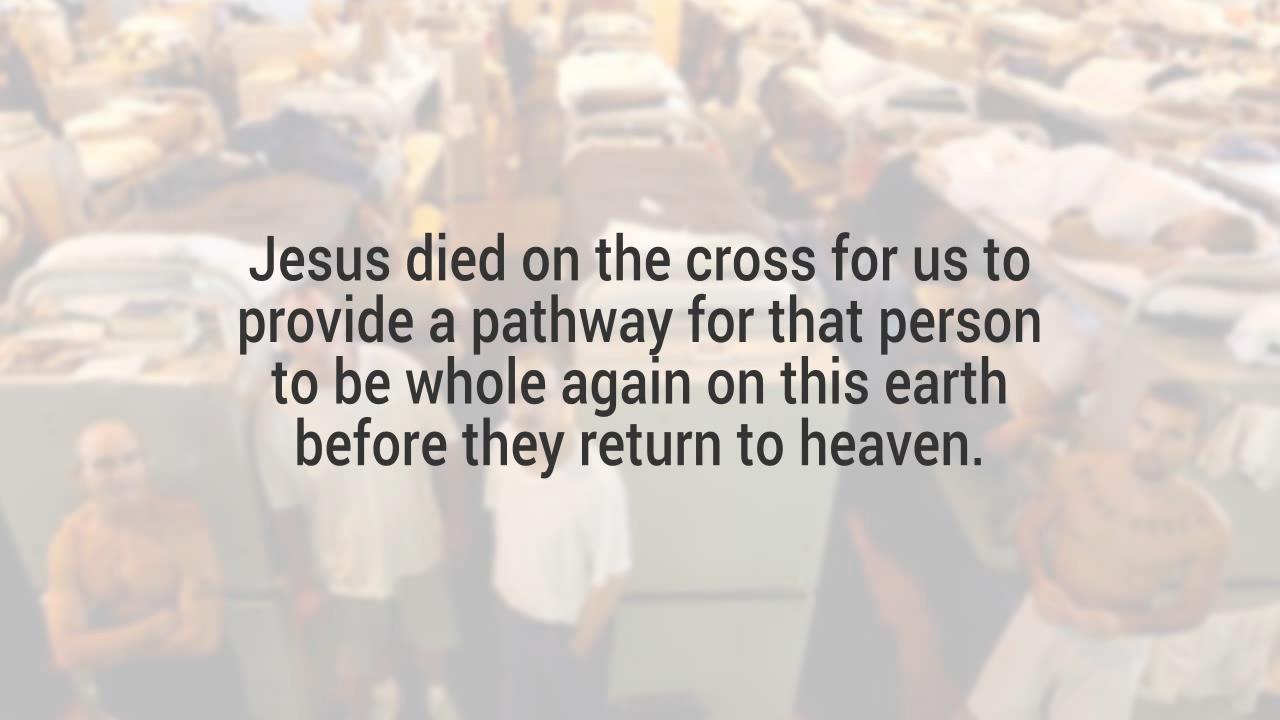 Jesus died on the cross for us to
provide a pathway for that person
to be whole again on this earth
before they return to heaven.